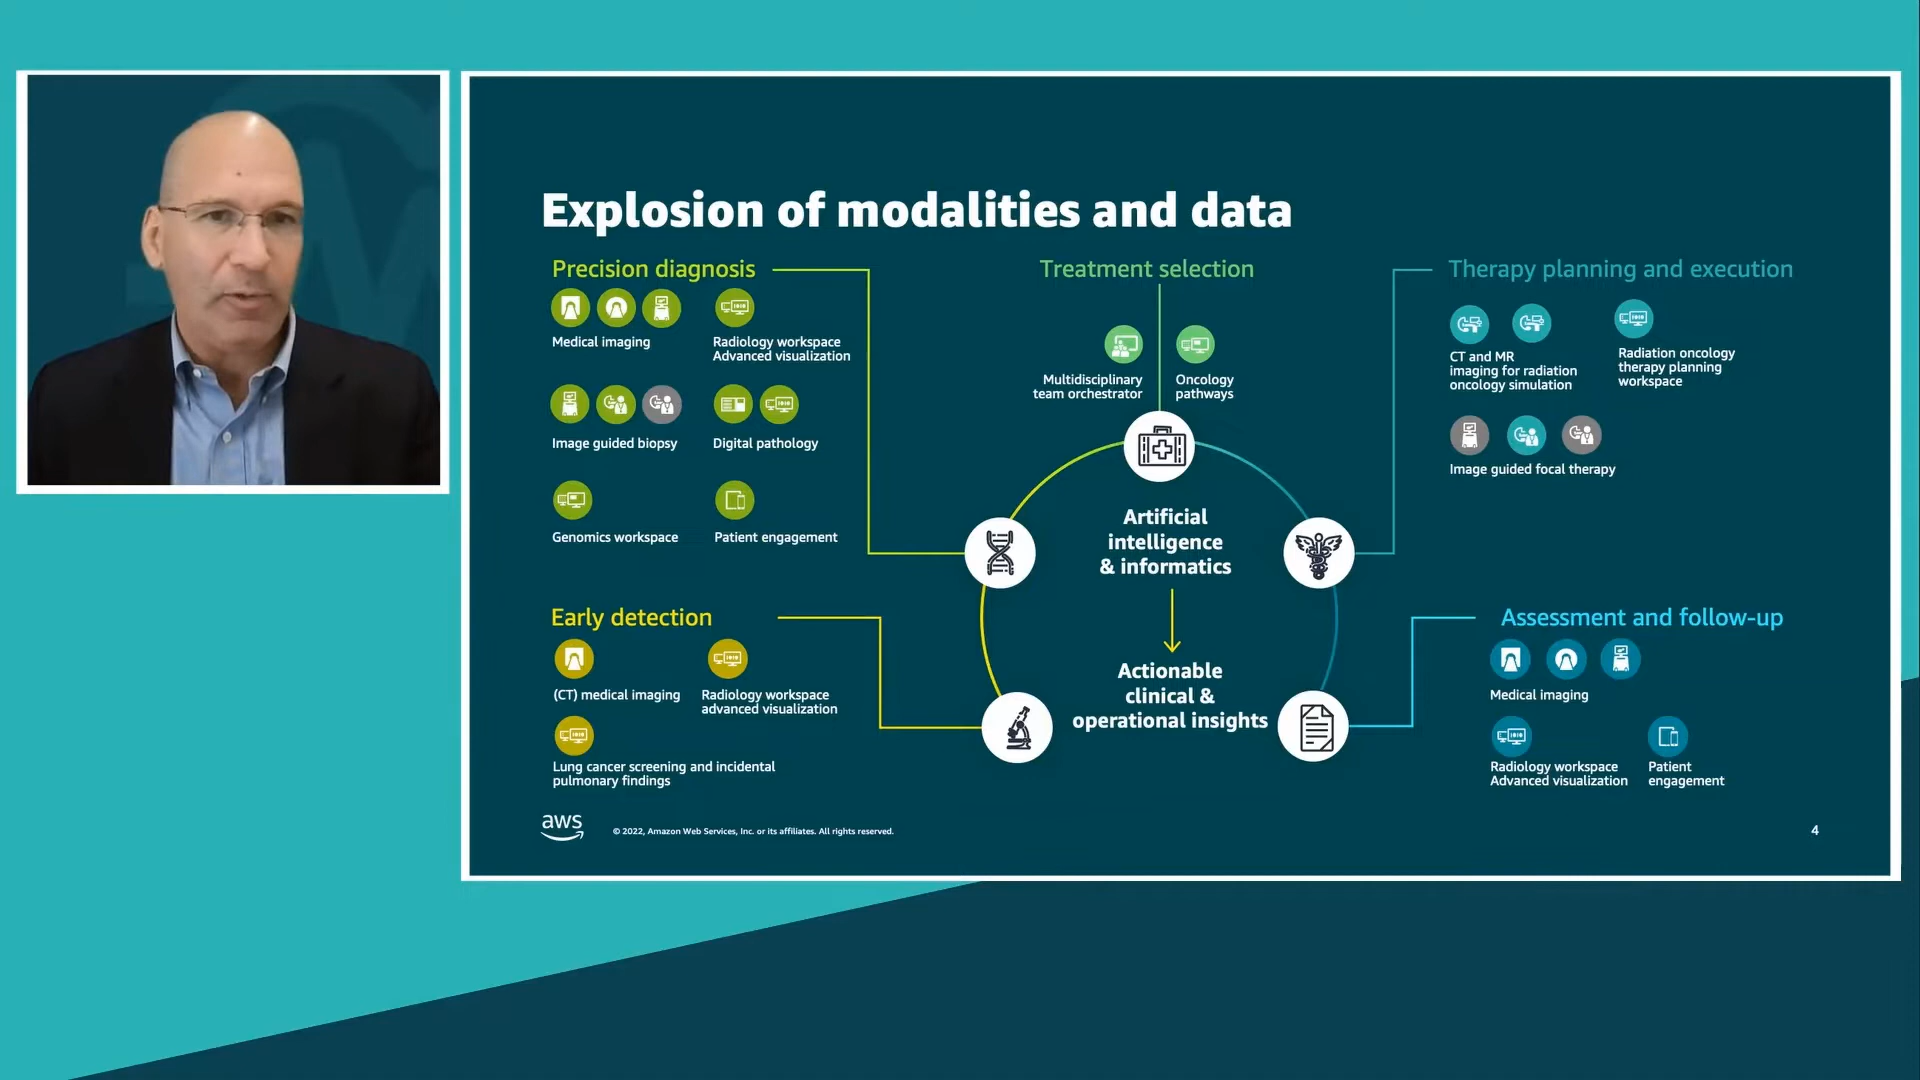 Explosion of modalities and data
Precision diagnosis
Medical imaging
Radiology workspace
Advanced visualization
Image guided biopsy
Digital pathology
Genomics workspace
Patient engagement
Early detection
(CT) medical imaging
Radiology workspace
advanced visualization
Lung cancer screening and incidental
pulmonary findings
Treatment selection
Multidisciplinary
team orchestrator
Oncology
pathways
Artificial
intelligence
& informatics
Actionable
clinical &
operational insights
Therapy planning and execution
CT and MR
imaging for radiation
oncology simulation
Radiation oncology
therapy planning
workspace
Image guided focal therapy
Assessment and follow-up
Medical imaging
Radiology workspace
Advanced visualization
Patient
engagement
aws
© 2022, Amazon Web Services, Inc. or its affiliates. All rights reserved.
4